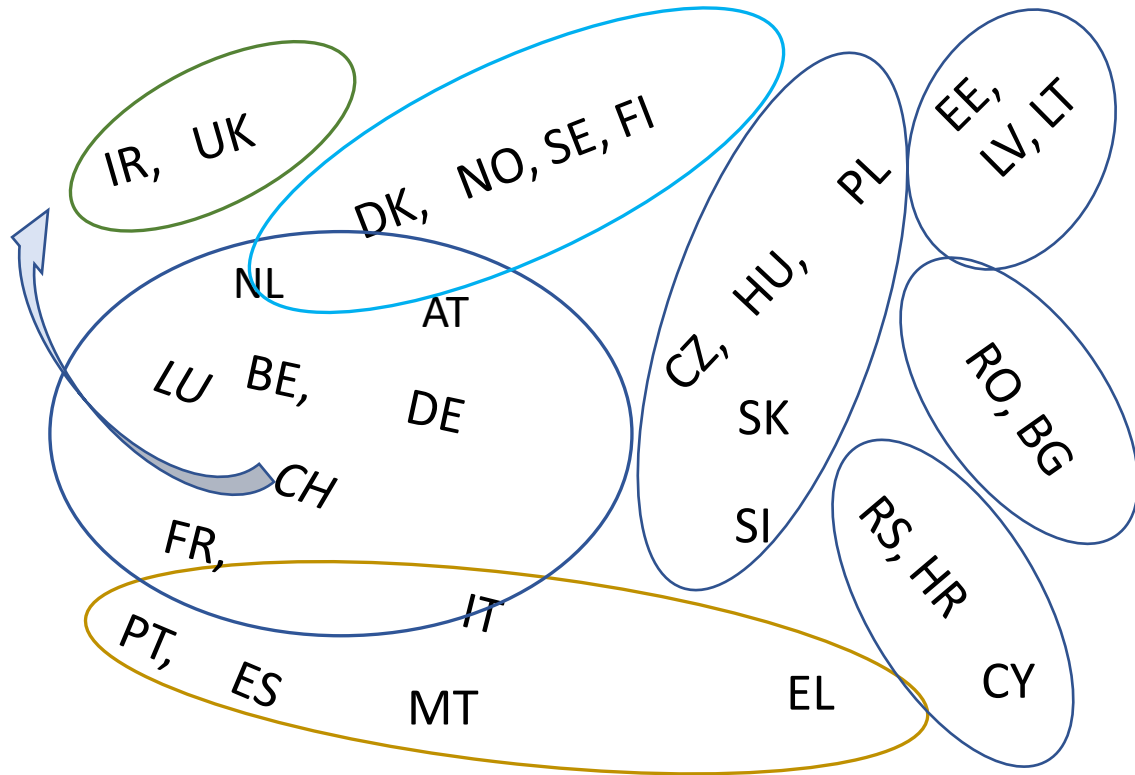 IR, UK
DK, NO, SE, FI
EE,
LV, LT
PL
HU,
CZ,
SK
SI
NL
AT
LU
BE,
DE
CH
FR,
IT
PT,
ES
MT
EL
RO, BG
RS, HR
CY